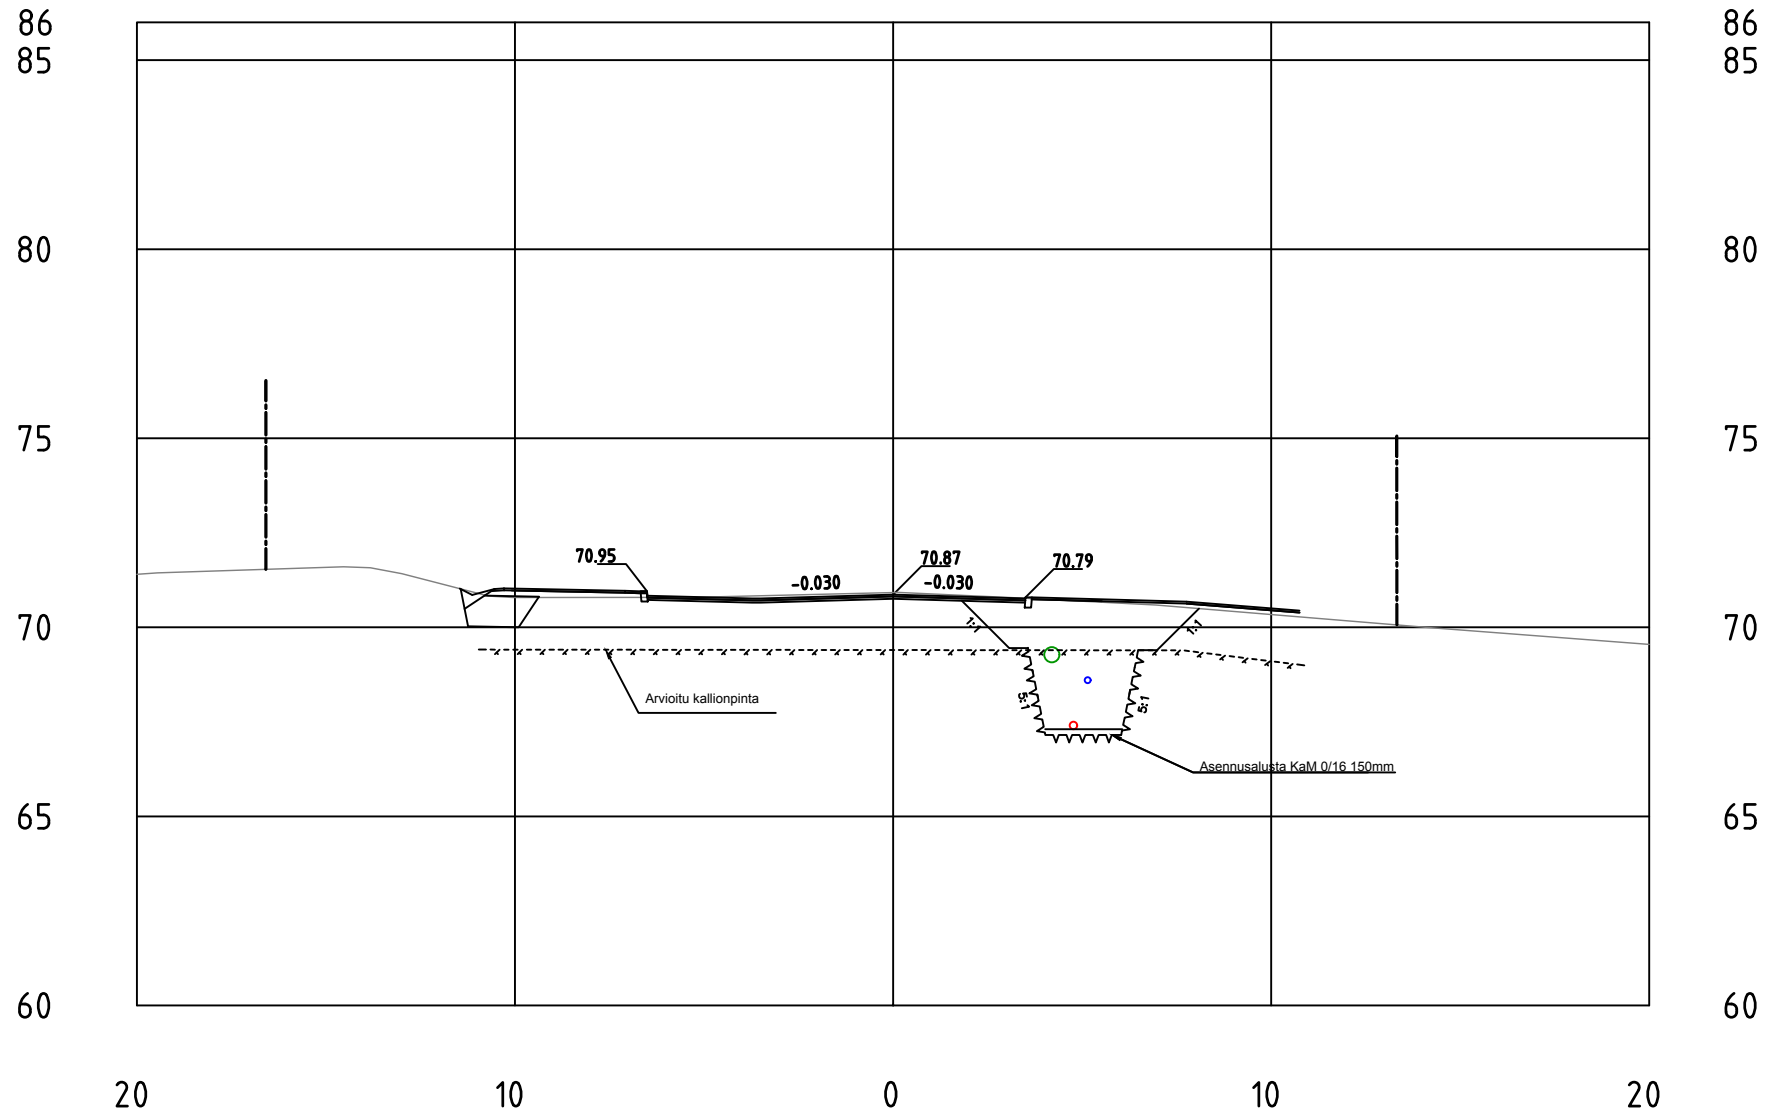 86 86
85 85
80 80
75 75
70.95 70.87 70.79
-0.030 -0.030
70 70
1:1 1:1
Arvioitu kallionpinta
5:1 5:1
Asennusalusta KaM 0/16 150mm
65 65
60 60
20 10 0 10 20